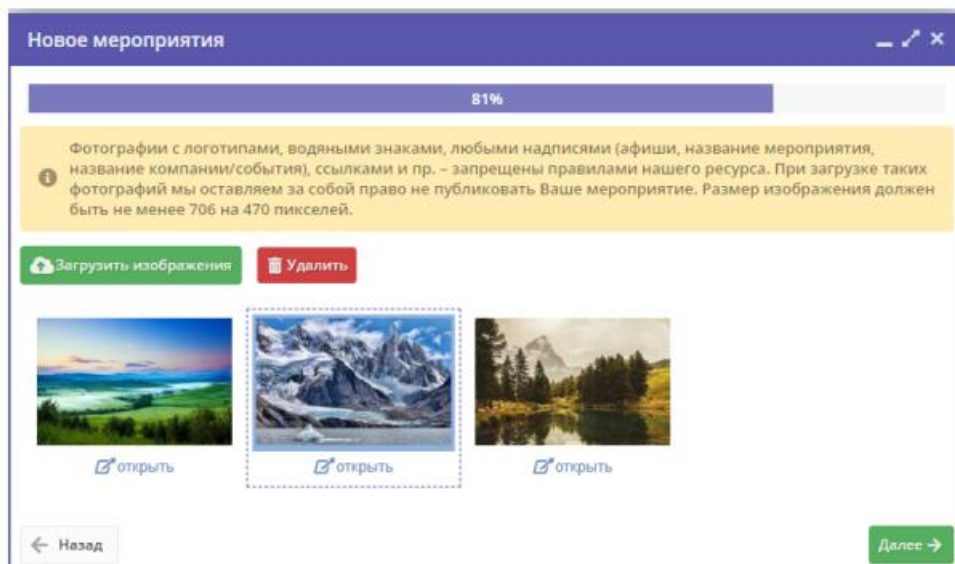 Новое мероприятия
81%
Фотографии с логотипами, водяными знаками, любыми надписями (афиши, название мероприятия,
название компании/события), ссылками и пр. – запрещены правилами нашего ресурса. При загрузке таких
фотографий мы оставляем за собой право не публиковать Ваше мероприятие. Размер изображения должен
быть не менее 706 на 470 пикселей.
Загрузить изображения Удалить
открыть открыть открыть
Назад Далее